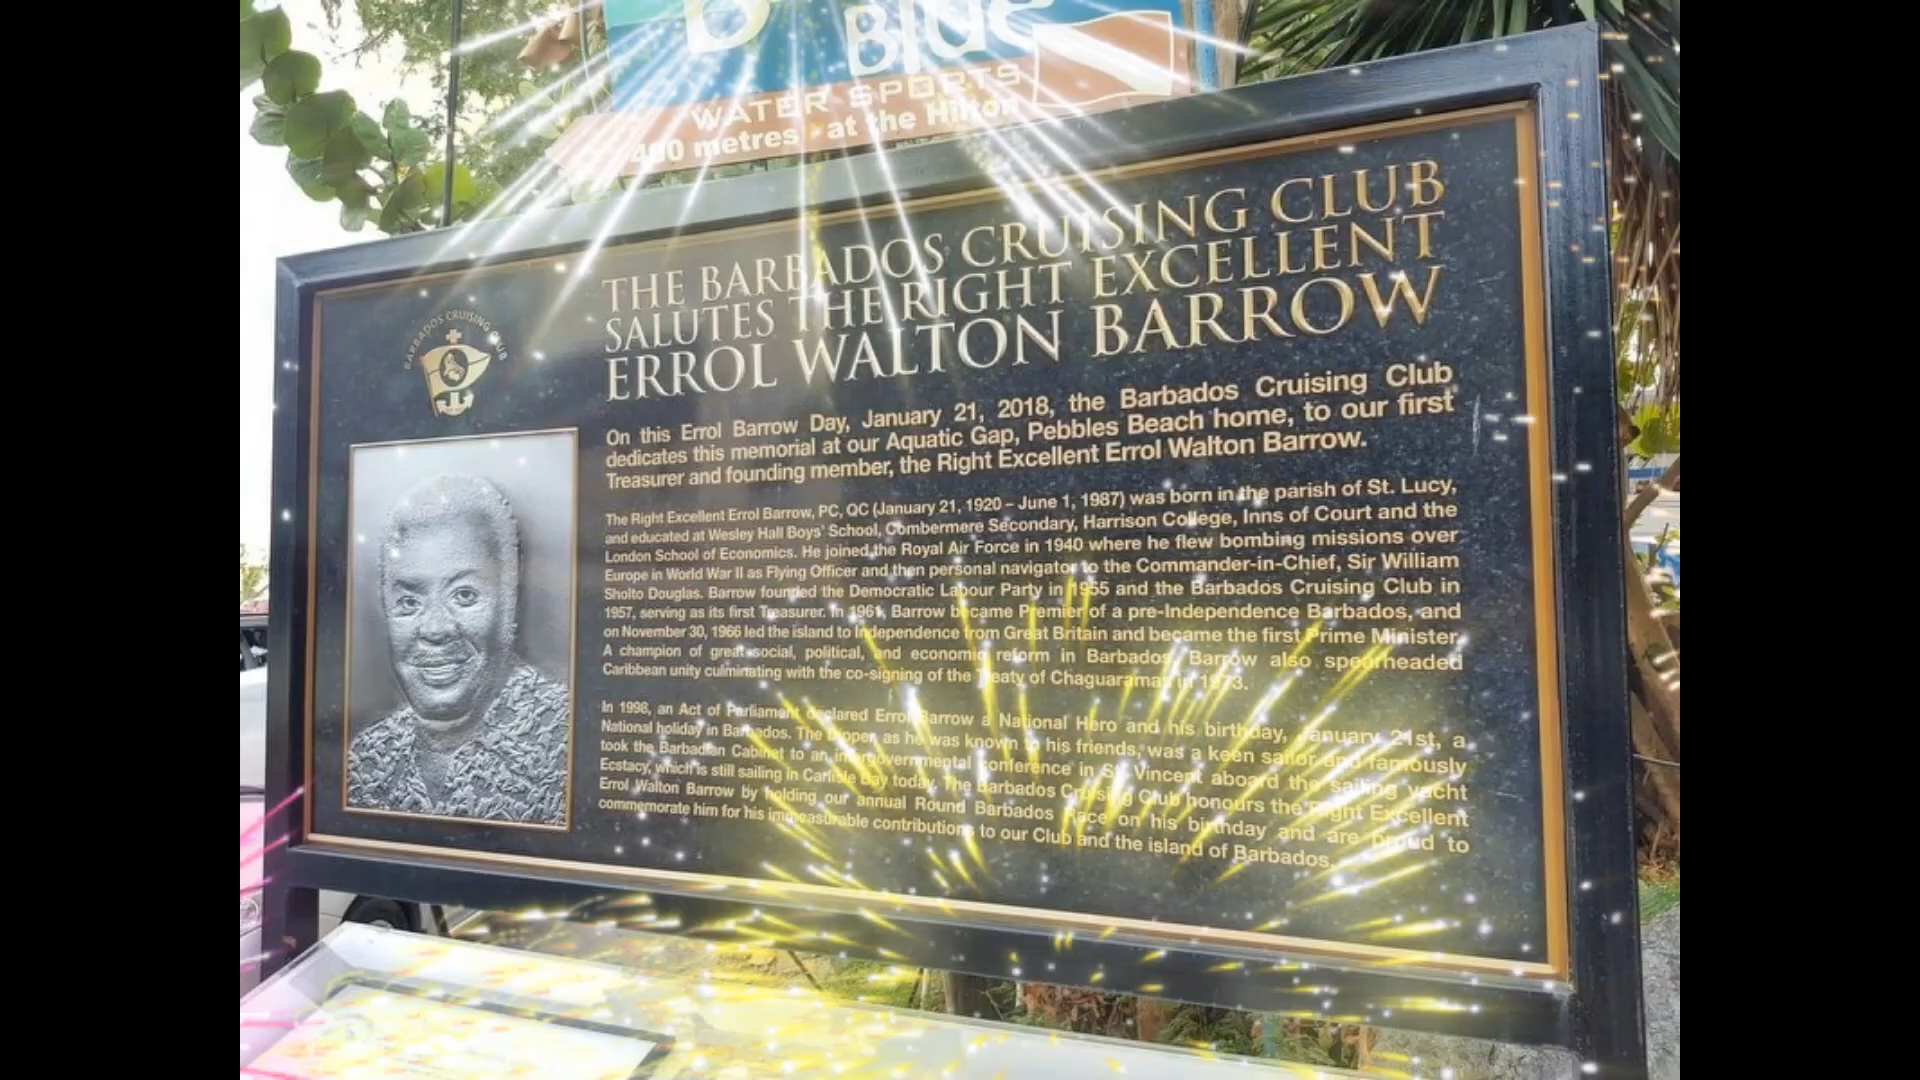 Blue
WATER SPORTS
400 metres - at the Hilton
BARBADOS CRUISING CLUB
THE BARBADOS CRUISING CLUB
SALUTES THE RIGHT EXCELLENT
ERROL WALTON BARROW
On this Errol Barrow Day, January 21, 2018, the Barbados Cruising Club
dedicates this memorial at our Aquatic Gap, Pebbles Beach home, to our first
Treasurer and founding member, the Right Excellent Errol Walton Barrow.
The Right Excellent Errol Barrow, PC, QC (January 21, 1920 – June 1, 1987) was born in the parish of St. Lucy,
and educated at Wesley Hall Boys' School, Combermere Secondary, Harrison College, Inns of Court and the
London School of Economics. He joined the Royal Air Force in 1940 where he flew bombing missions over
Europe in World War II as Flying Officer and then personal navigator to the Commander-in-Chief, Sir William
Sholto Douglas. Barrow founded the Democratic Labour Party in 1955 and the Barbados Cruising Club in
1957, serving as its first Treasurer. In 1961, Barrow became Premier of a pre-Independence Barbados, and
on November 30, 1966 led the island to Independence from Great Britain and became the first Prime Minister.
A champion of great social, political, and economic reform in Barbados, Barrow also spearheaded
Caribbean unity culminating with the co-signing of the Treaty of Chaguaramas in 1973.
In 1998, an Act of Parliament declared Errol Barrow a National Hero and his birthday, January 21st, a
National holiday in Barbados. The Dipper, as he was known to his friends, was a keen sailor and famously
took the Barbadian Cabinet to an intergovernmental conference in St. Vincent aboard the sailing yacht
Ecstacy, which is still sailing in Carlisle Bay today. The Barbados Cruising Club honours the Right Excellent
Errol Walton Barrow by holding our annual Round Barbados Race on his birthday and are proud to
commemorate him for his immeasurable contributions to our Club and the island of Barbados.